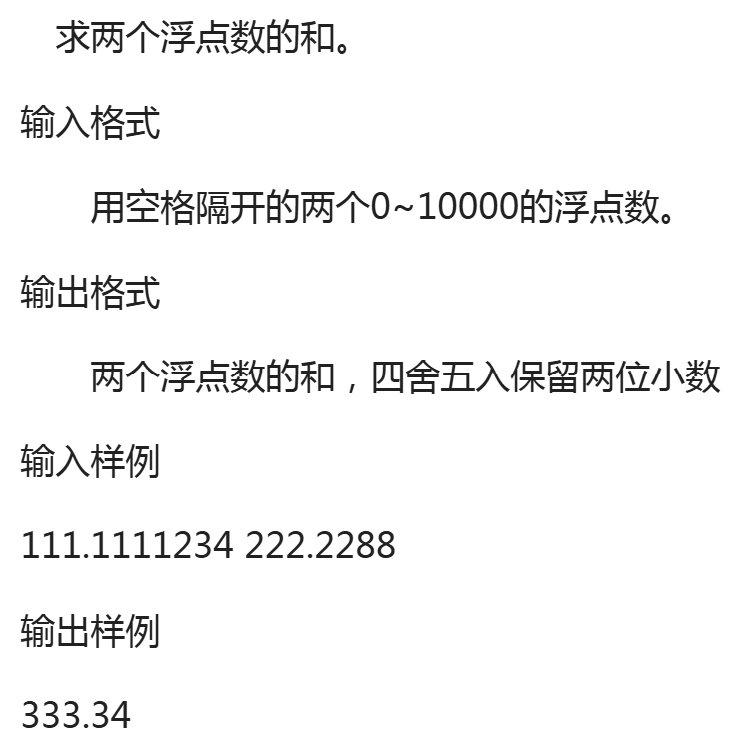 求两个浮点数的和。
输入格式
用空格隔开的两个0~10000的浮点数。
输出格式
两个浮点数的和，四舍五入保留两位小数
输入样例
111.1111234 222.2288
输出样例
333.34